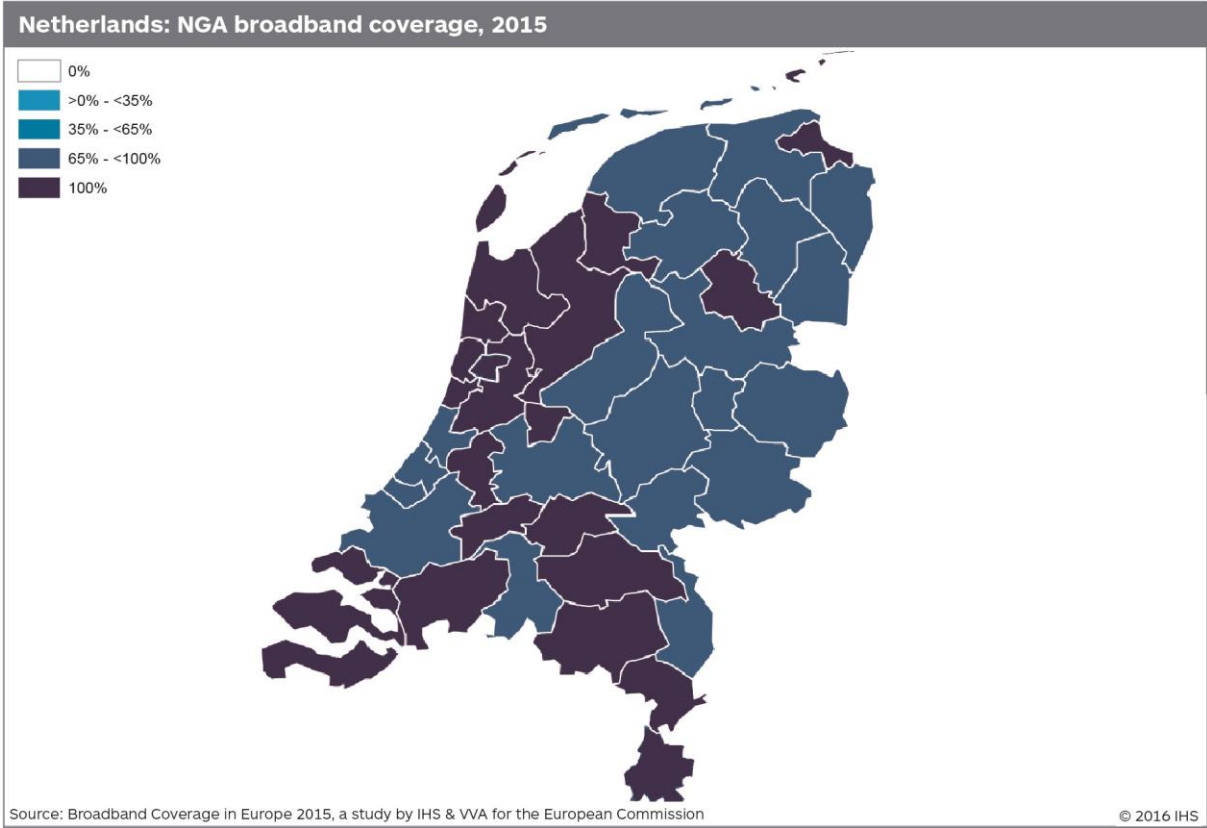 Netherlands: NGA broadband coverage, 2015
0%
>0% - <35%
35% - <65%
65% - <100%
100%
Source: Broadband Coverage in Europe 2015, a study by IHS & VVA for the European Commission
© 2016 IHS